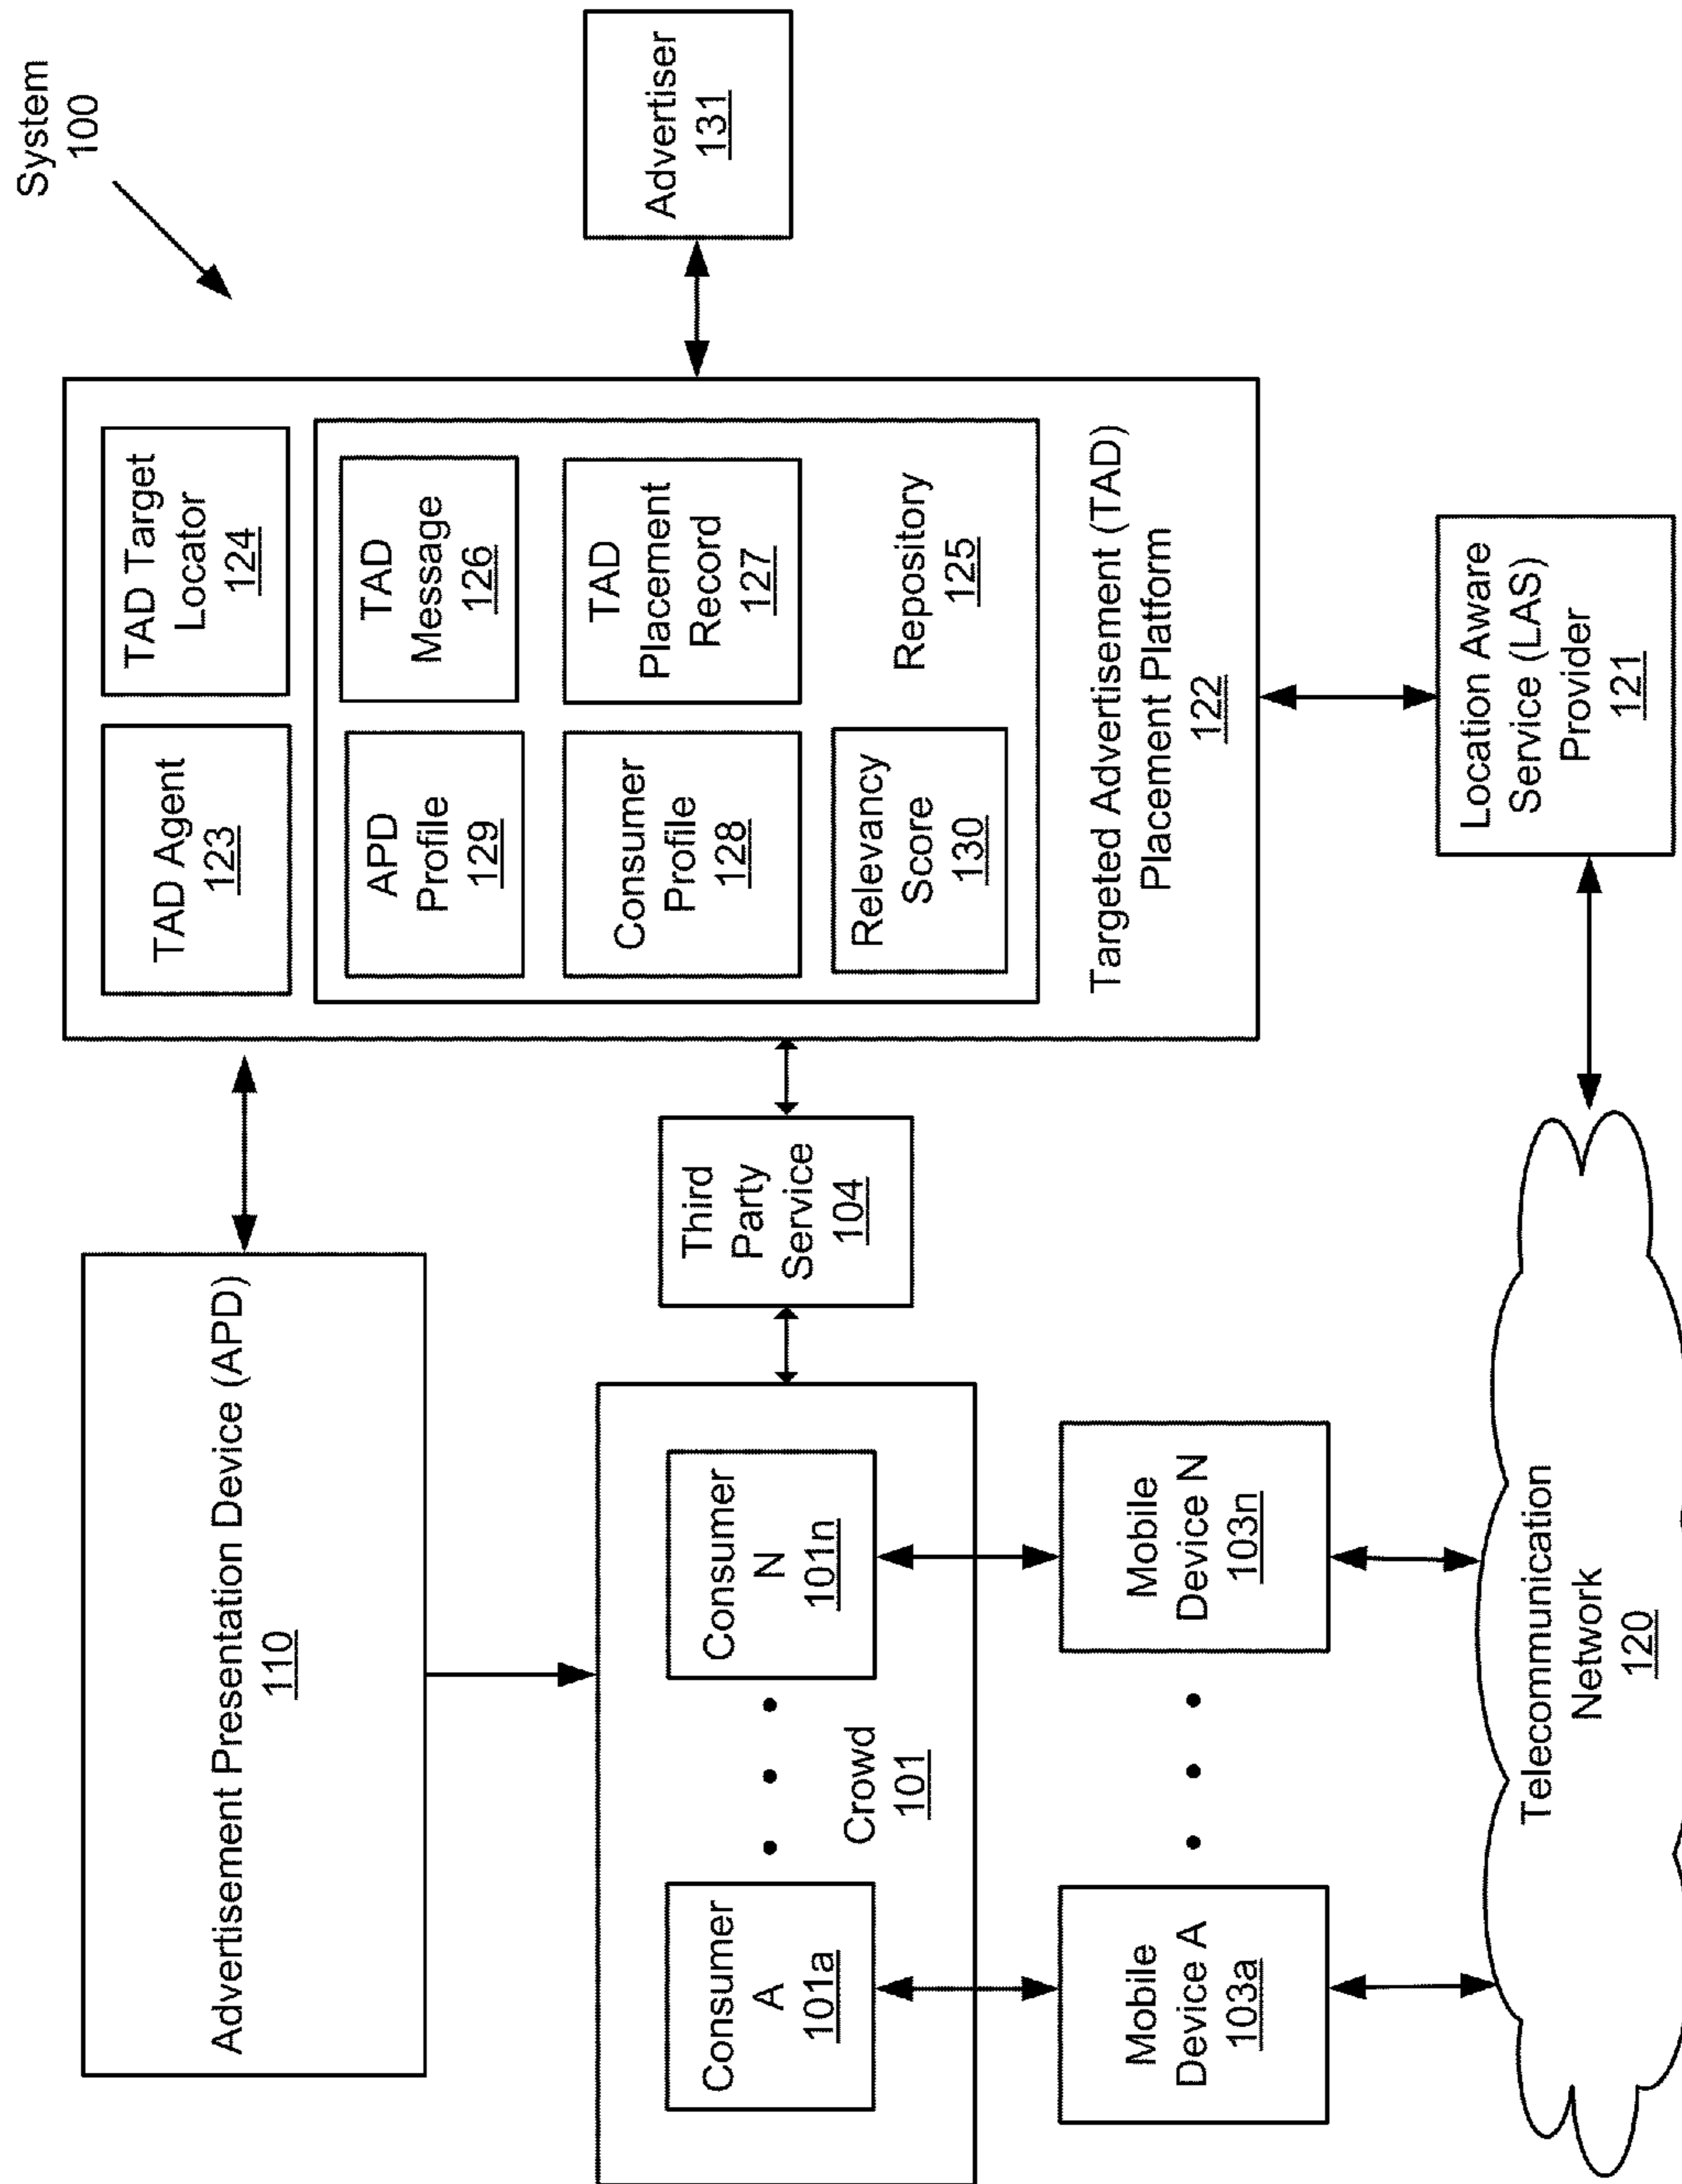 System
100
Advertisement Presentation Device (APD)
110
TAD Agent
123
TAD Target
Locator
124
APD
Profile
129
TAD
Message
126
Consumer
Profile
128
TAD
Placement
Record
127
Relevancy
Score
130
Repository
125
Targeted Advertisement (TAD)
Placement Platform
122
Advertiser
131
Third
Party
Service
104
Consumer
A
101a
Consumer
N
101n
Crowd
101
Mobile
Device A
103a
Mobile
Device N
103n
Telecommunication
Network
120
Location Aware
Service (LAS)
Provider
121